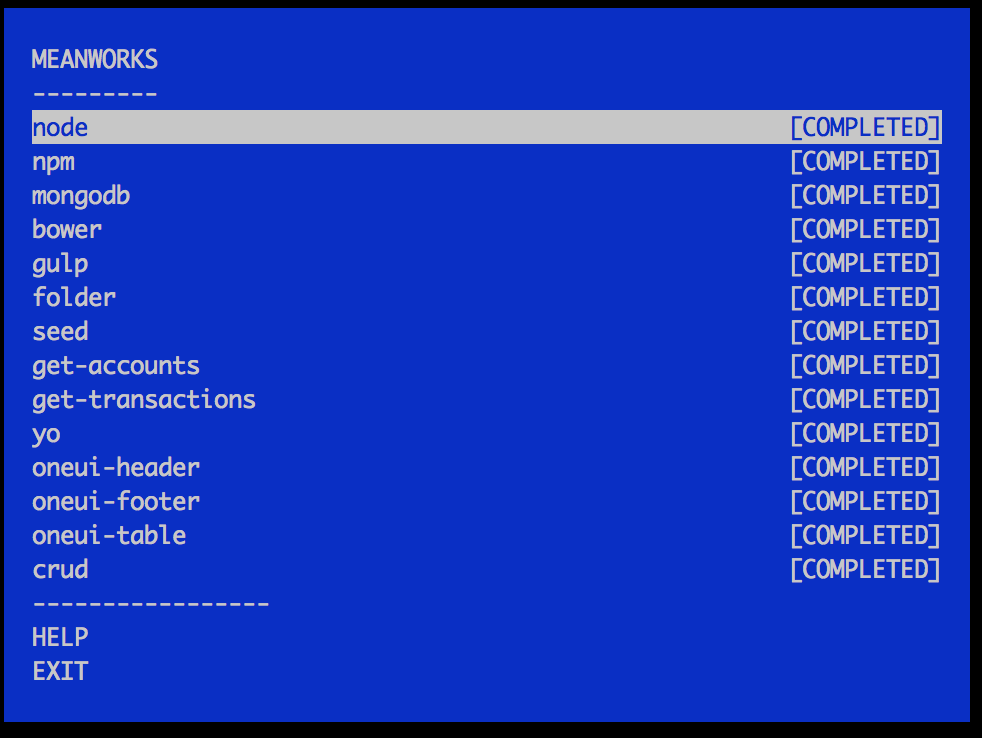 MEANWORKS
---------
node [COMPLETED]
npm [COMPLETED]
mongodb [COMPLETED]
bower [COMPLETED]
gulp [COMPLETED]
folder [COMPLETED]
seed [COMPLETED]
get-accounts [COMPLETED]
get-transactions [COMPLETED]
yo [COMPLETED]
oneui-header [COMPLETED]
oneui-footer [COMPLETED]
oneui-table [COMPLETED]
crud [COMPLETED]
-----------------
HELP
EXIT